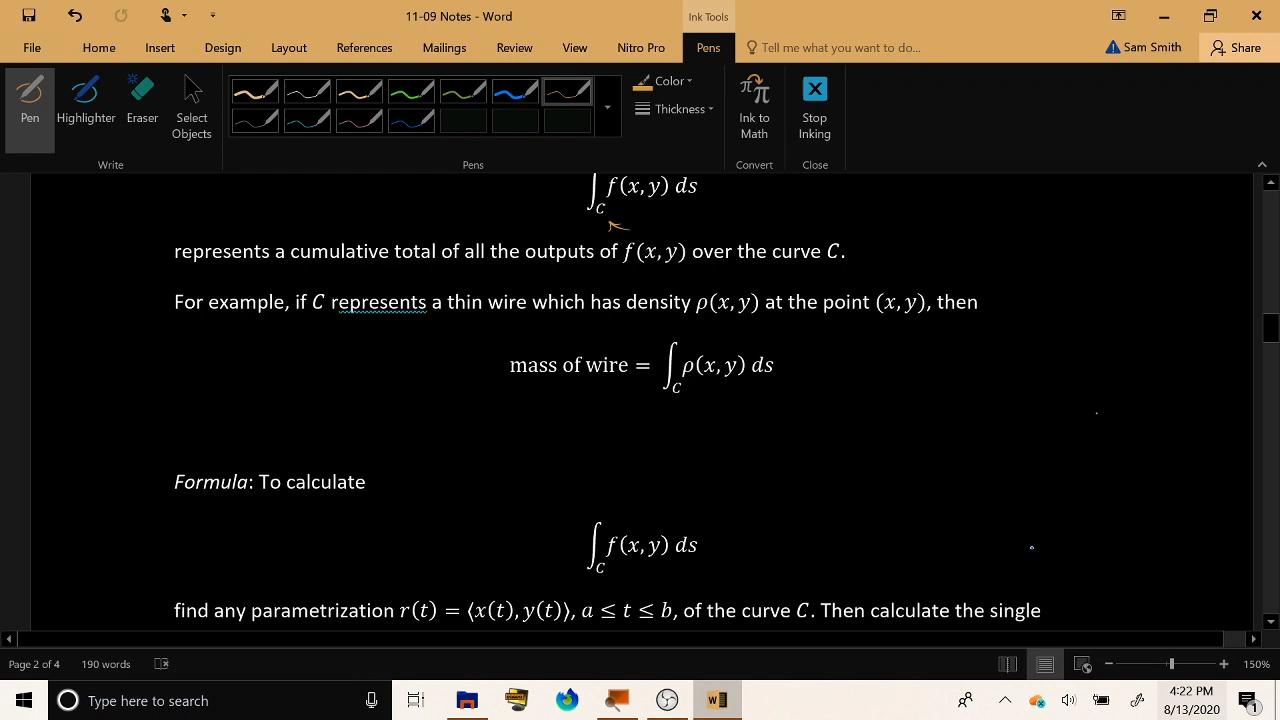 11-09 Notes - Word
Ink Tools
File Home Insert Design Layout References Mailings Review View Nitro Pro Pens Tell me what you want to do... Sam Smith Share
Pen Highlighter Eraser Select Objects
Color
Thickness
Ink to Math
Stop Inking
Write Pens Convert Close
∫_C f(x, y) ds
represents a cumulative total of all the outputs of f(x, y) over the curve C.
For example, if C represents a thin wire which has density ρ(x, y) at the point (x, y), then
mass of wire = ∫_C ρ(x, y) ds
Formula: To calculate
∫_C f(x, y) ds
find any parametrization r(t) = ⟨x(t), y(t)⟩, a ≤ t ≤ b, of the curve C. Then calculate the single
Page 2 of 4 190 words 150%
Type here to search
4:22 PM
8/13/2020
1